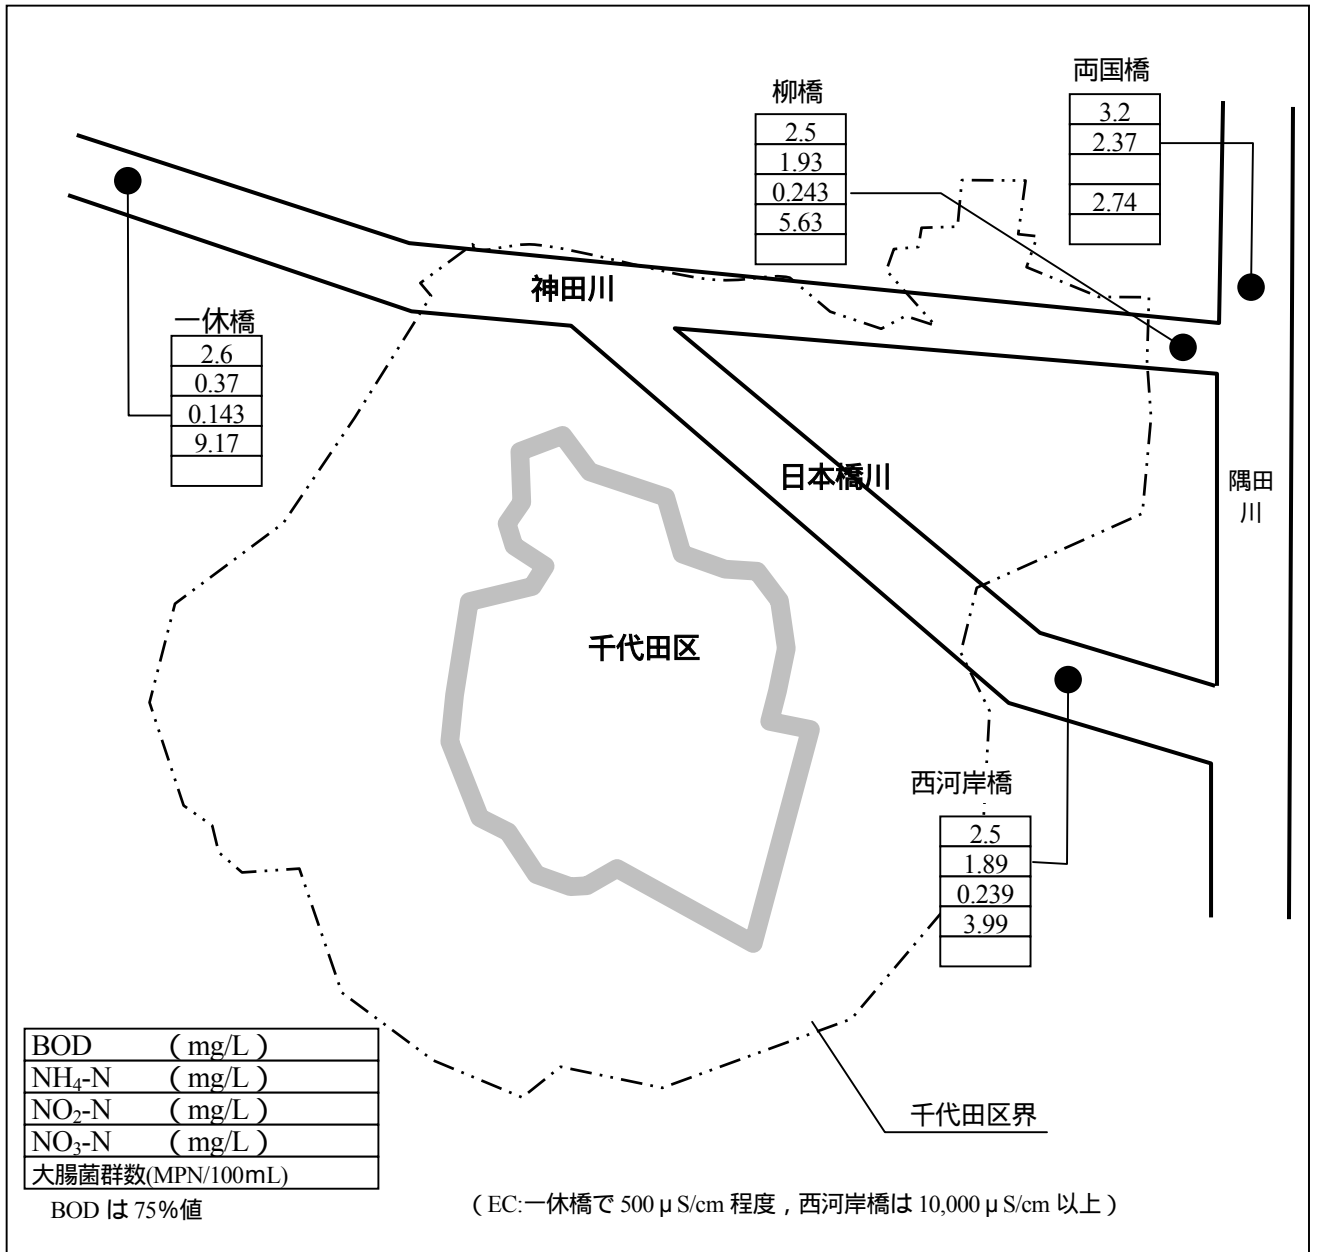 両国橋
3.2
2.37
2.74
柳橋
2.5
1.93
0.243
5.63
神田川
一休橋
2.6
0.37
0.143
9.17
日本橋川
隅田
川
千代田区
西河岸橋
2.5
1.89
0.239
3.99
BOD （mg/L）
NH₄-N （mg/L）
NO₂-N （mg/L）
NO₃-N （mg/L）
大腸菌群数(MPN/100mL)
BOD は 75%値
千代田区界
（EC:一休橋で 500μS/cm 程度，西河岸橋は 10,000μS/cm 以上）